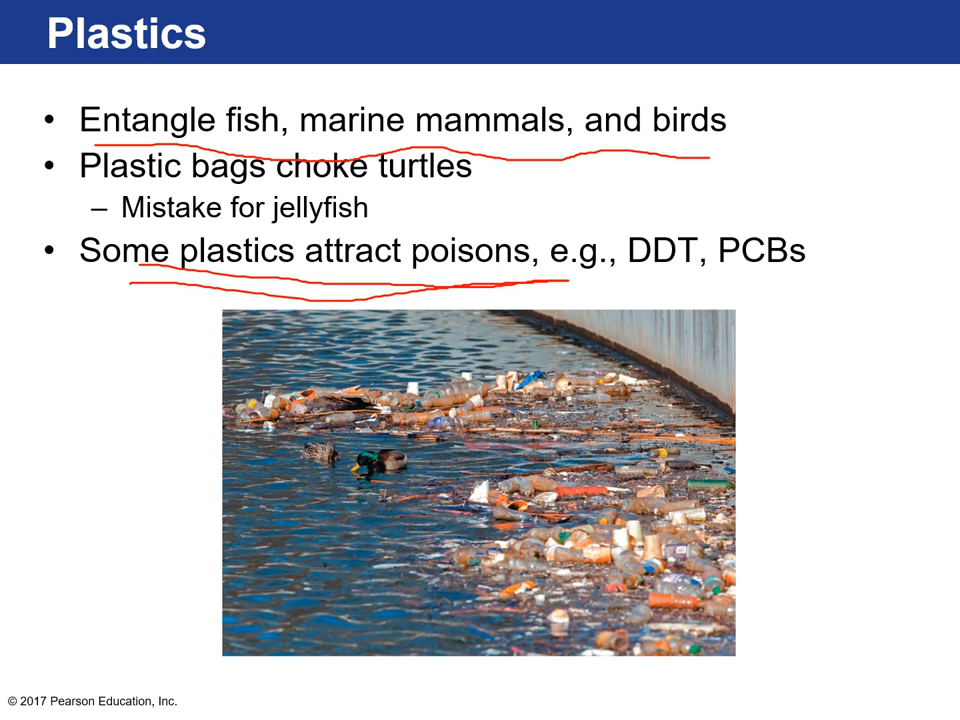 Plastics
• Entangle fish, marine mammals, and birds
• Plastic bags choke turtles
– Mistake for jellyfish
• Some plastics attract poisons, e.g., DDT, PCBs
© 2017 Pearson Education, Inc.